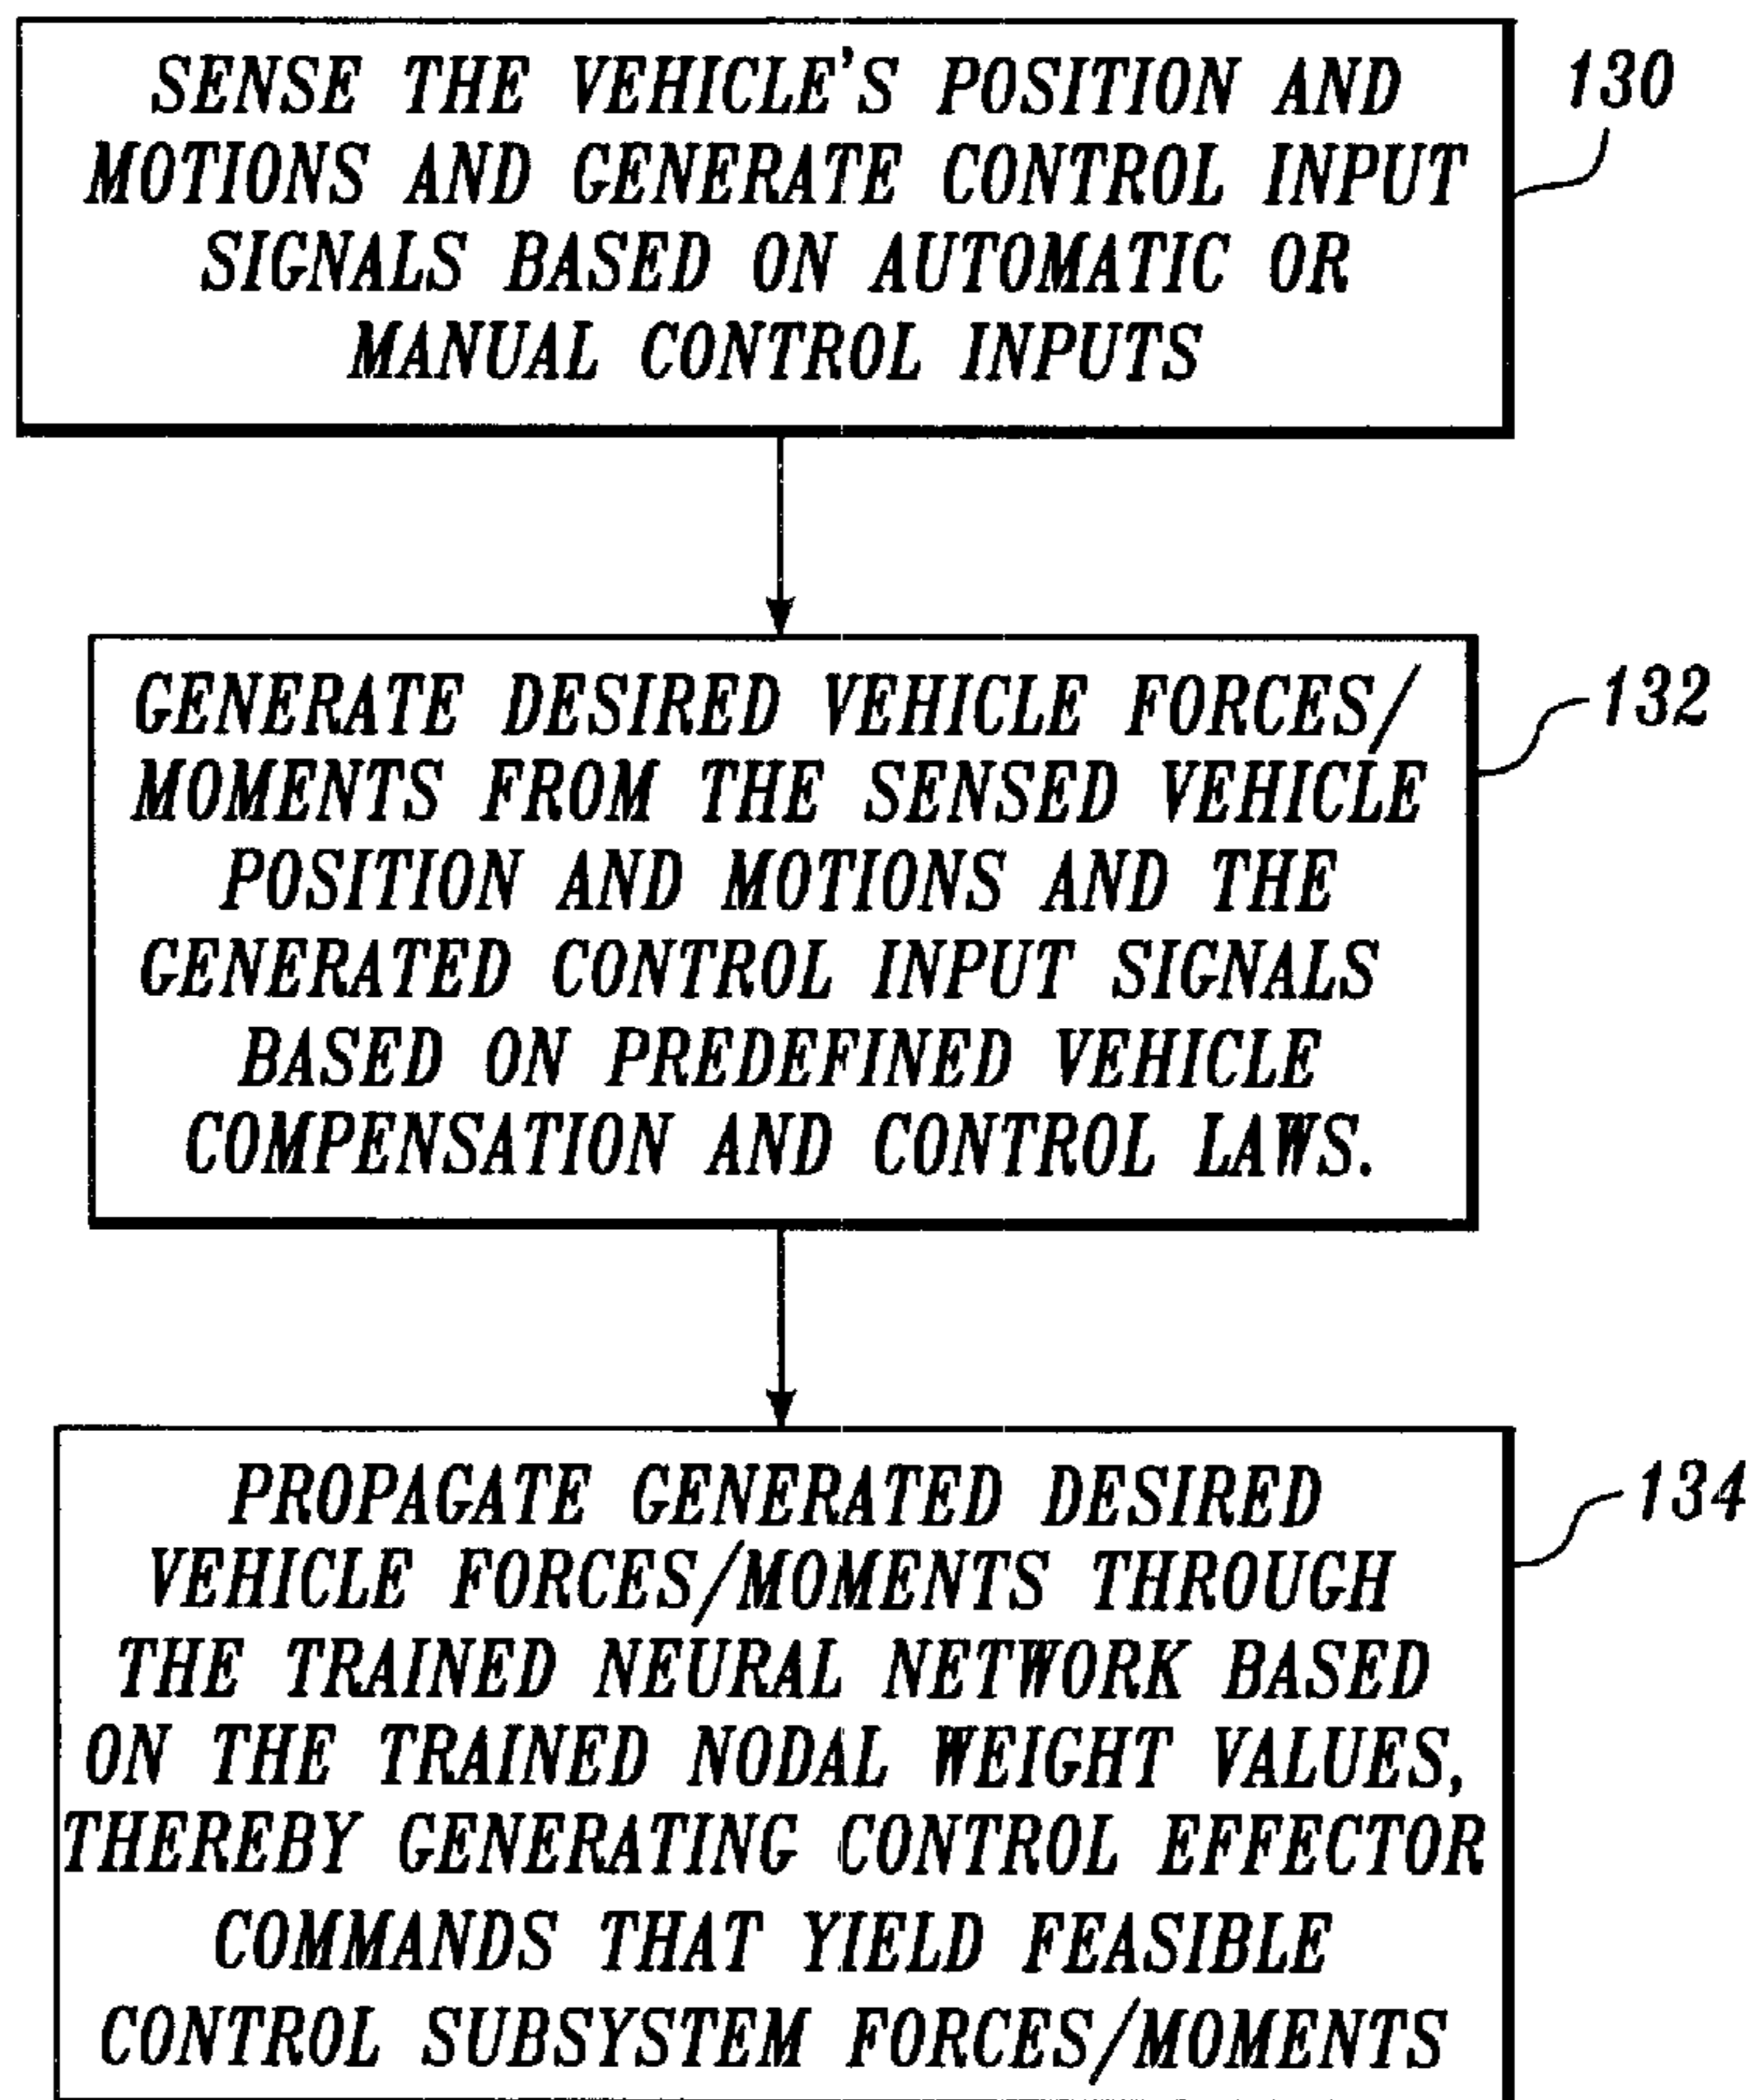 SENSE THE VEHICLE'S POSITION AND
MOTIONS AND GENERATE CONTROL INPUT
SIGNALS BASED ON AUTOMATIC OR
MANUAL CONTROL INPUTS
130
GENERATE DESIRED VEHICLE FORCES/
MOMENTS FROM THE SENSED VEHICLE
POSITION AND MOTIONS AND THE
GENERATED CONTROL INPUT SIGNALS
BASED ON PREDEFINED VEHICLE
COMPENSATION AND CONTROL LAWS.
132
PROPAGATE GENERATED DESIRED
VEHICLE FORCES/MOMENTS THROUGH
THE TRAINED NEURAL NETWORK BASED
ON THE TRAINED NODAL WEIGHT VALUES,
THEREBY GENERATING CONTROL EFFECTOR
COMMANDS THAT YIELD FEASIBLE
CONTROL SUBSYSTEM FORCES/MOMENTS
134